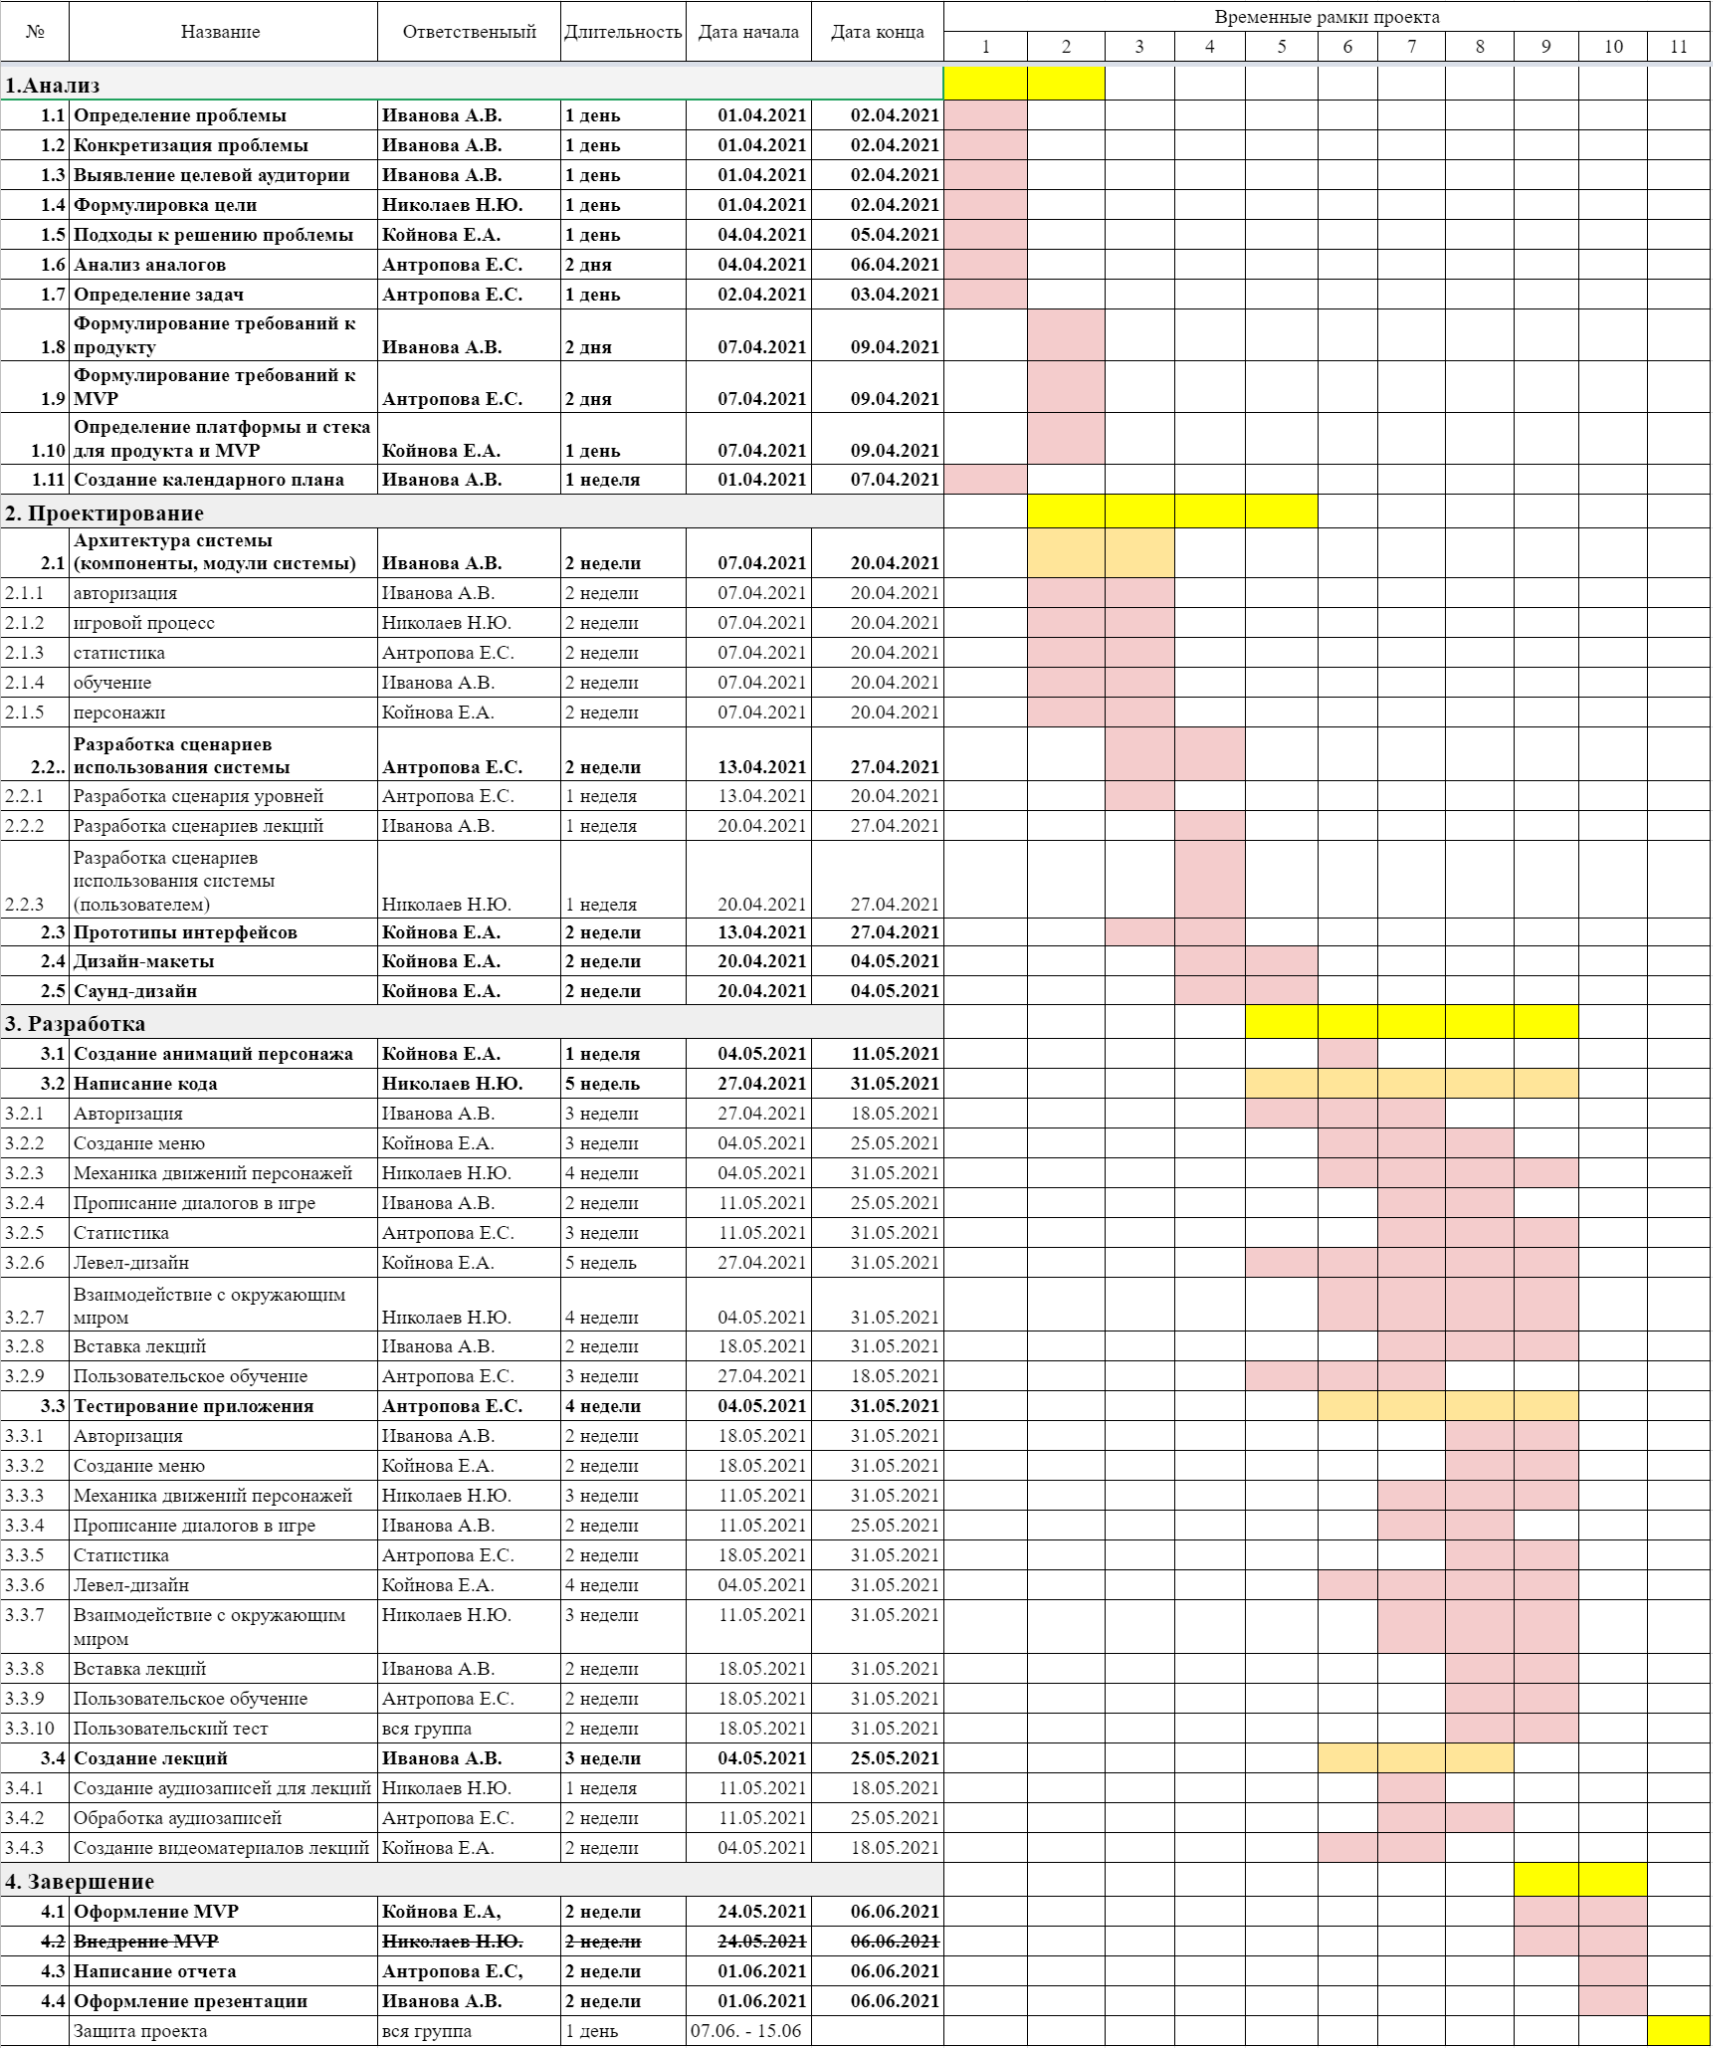 № Название Ответственыый Длительность Дата начала Дата конца Временные рамки проекта
1 2 3 4 5 6 7 8 9 10 11
1.Анализ
1.1 Определение проблемы Иванова А.В. 1 день 01.04.2021 02.04.2021
1.2 Конкретизация проблемы Иванова А.В. 1 день 01.04.2021 02.04.2021
1.3 Выявление целевой аудитории Иванова А.В. 1 день 01.04.2021 02.04.2021
1.4 Формулировка цели Николаев Н.Ю. 1 день 01.04.2021 02.04.2021
1.5 Подходы к решению проблемы Койнова Е.А. 1 день 04.04.2021 05.04.2021
1.6 Анализ аналогов Антропова Е.С. 2 дня 04.04.2021 06.04.2021
1.7 Определение задач Антропова Е.С. 1 день 02.04.2021 03.04.2021
Формулирование требований к
1.8 продукту Иванова А.В. 2 дня 07.04.2021 09.04.2021
Формулирование требований к
1.9 MVP Антропова Е.С. 2 дня 07.04.2021 09.04.2021
Определение платформы и стека
1.10 для продукта и MVP Койнова Е.А. 1 день 07.04.2021 09.04.2021
1.11 Создание календарного плана Иванова А.В. 1 неделя 01.04.2021 07.04.2021
2. Проектирование
Архитектура системы
2.1 (компоненты, модули системы) Иванова А.В. 2 недели 07.04.2021 20.04.2021
2.1.1 авторизация Иванова А.В. 2 недели 07.04.2021 20.04.2021
2.1.2 игровой процесс Николаев Н.Ю. 2 недели 07.04.2021 20.04.2021
2.1.3 статистика Антропова Е.С. 2 недели 07.04.2021 20.04.2021
2.1.4 обучение Иванова А.В. 2 недели 07.04.2021 20.04.2021
2.1.5 персонажи Койнова Е.А. 2 недели 07.04.2021 20.04.2021
Разработка сценариев
2.2.. использования системы Антропова Е.С. 2 недели 13.04.2021 27.04.2021
2.2.1 Разработка сценария уровней Антропова Е.С. 1 неделя 13.04.2021 20.04.2021
2.2.2 Разработка сценариев лекций Иванова А.В. 1 неделя 20.04.2021 27.04.2021
Разработка сценариев
использования системы
2.2.3 (пользователем) Николаев Н.Ю. 1 неделя 20.04.2021 27.04.2021
2.3 Прототипы интерфейсов Койнова Е.А. 2 недели 13.04.2021 27.04.2021
2.4 Дизайн-макеты Койнова Е.А. 2 недели 20.04.2021 04.05.2021
2.5 Саунд-дизайн Койнова Е.А. 2 недели 20.04.2021 04.05.2021
3. Разработка
3.1 Создание анимаций персонажа Койнова Е.А. 1 неделя 04.05.2021 11.05.2021
3.2 Написание кода Николаев Н.Ю. 5 недель 27.04.2021 31.05.2021
3.2.1 Авторизация Иванова А.В. 3 недели 27.04.2021 18.05.2021
3.2.2 Создание меню Койнова Е.А. 3 недели 04.05.2021 25.05.2021
3.2.3 Механика движений персонажей Николаев Н.Ю. 4 недели 04.05.2021 31.05.2021
3.2.4 Прописание диалогов в игре Иванова А.В. 2 недели 11.05.2021 25.05.2021
3.2.5 Статистика Антропова Е.С. 3 недели 11.05.2021 31.05.2021
3.2.6 Левел-дизайн Койнова Е.А. 5 недель 27.04.2021 31.05.2021
Взаимодействие с окружающим
3.2.7 миром Николаев Н.Ю. 4 недели 04.05.2021 31.05.2021
3.2.8 Вставка лекций Иванова А.В. 2 недели 18.05.2021 31.05.2021
3.2.9 Пользовательское обучение Антропова Е.С. 3 недели 27.04.2021 18.05.2021
3.3 Тестирование приложения Антропова Е.С. 4 недели 04.05.2021 31.05.2021
3.3.1 Авторизация Иванова А.В. 2 недели 18.05.2021 31.05.2021
3.3.2 Создание меню Койнова Е.А. 2 недели 18.05.2021 31.05.2021
3.3.3 Механика движений персонажей Николаев Н.Ю. 3 недели 11.05.2021 31.05.2021
3.3.4 Прописание диалогов в игре Иванова А.В. 2 недели 11.05.2021 25.05.2021
3.3.5 Статистика Антропова Е.С. 2 недели 18.05.2021 31.05.2021
3.3.6 Левел-дизайн Койнова Е.А. 4 недели 04.05.2021 31.05.2021
3.3.7 Взаимодействие с окружающим Николаев Н.Ю. 3 недели 11.05.2021 31.05.2021
миром
3.3.8 Вставка лекций Иванова А.В. 2 недели 18.05.2021 31.05.2021
3.3.9 Пользовательское обучение Антропова Е.С. 2 недели 18.05.2021 31.05.2021
3.3.10 Пользовательский тест вся группа 2 недели 18.05.2021 31.05.2021
3.4 Создание лекций Иванова А.В. 3 недели 04.05.2021 25.05.2021
3.4.1 Создание аудиозаписей для лекций Николаев Н.Ю. 1 неделя 11.05.2021 18.05.2021
3.4.2 Обработка аудиозаписей Антропова Е.С. 2 недели 11.05.2021 25.05.2021
3.4.3 Создание видеоматериалов лекций Койнова Е.А. 2 недели 04.05.2021 18.05.2021
4. Завершение
4.1 Оформление MVP Койнова Е.А, 2 недели 24.05.2021 06.06.2021
4.2 Внедрение MVP Николаев Н.Ю. 2 недели 24.05.2021 06.06.2021
4.3 Написание отчета Антропова Е.С, 2 недели 01.06.2021 06.06.2021
4.4 Оформление презентации Иванова А.В. 2 недели 01.06.2021 06.06.2021
Защита проекта вся группа 1 день 07.06. - 15.06